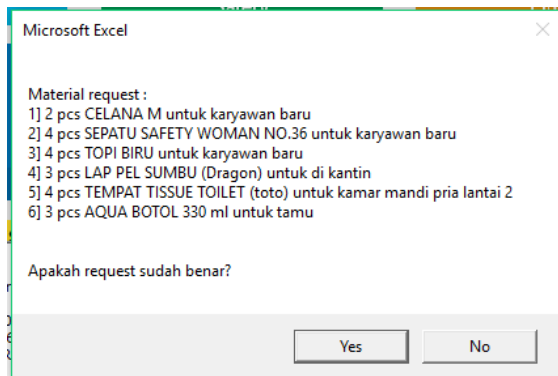 Microsoft Excel
Material request :
1] 2 pcs CELANA M untuk karyawan baru
2] 4 pcs SEPATU SAFETY WOMAN NO.36 untuk karyawan baru
3] 4 pcs TOPI BIRU untuk karyawan baru
4] 3 pcs LAP PEL SUMBU (Dragon) untuk di kantin
5] 4 pcs TEMPAT TISSUE TOILET (toto) untuk kamar mandi pria lantai 2
6] 3 pcs AQUA BOTOL 330 ml untuk tamu
Apakah request sudah benar?
Yes
No